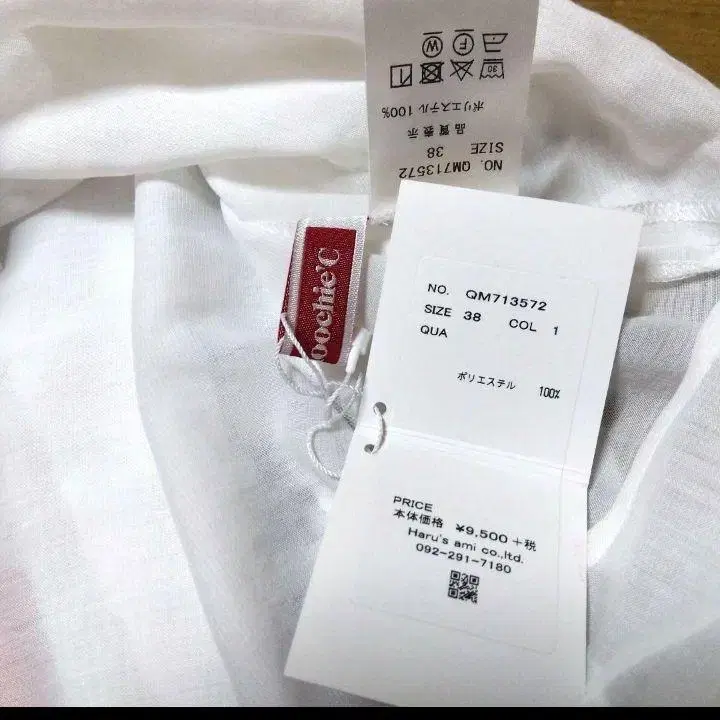 NO. QM713572
SIZE 38
品質表示
ポリエステル 100%
30
F
W
oochie'C
NO. QM713572
SIZE 38 COL 1
QUA
ポリエステル 100%
PRICE
本体価格 ¥9,500+税
Haru's ami co.,ltd.
092-291-7180